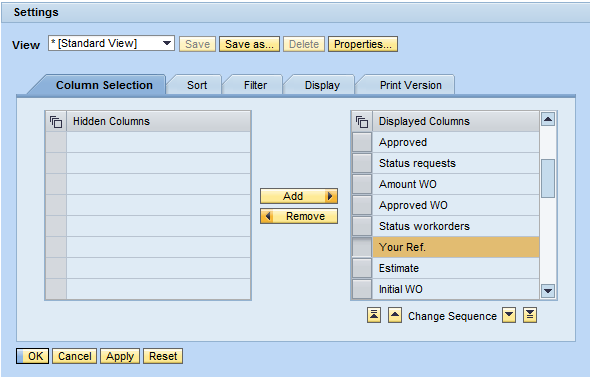 Settings
View * [Standard View] Save Save as... Delete Properties...
Column Selection Sort Filter Display Print Version
Hidden Columns
Add
Remove
Displayed Columns
Approved
Status requests
Amount WO
Approved WO
Status workorders
Your Ref.
Estimate
Initial WO
Change Sequence
OK Cancel Apply Reset